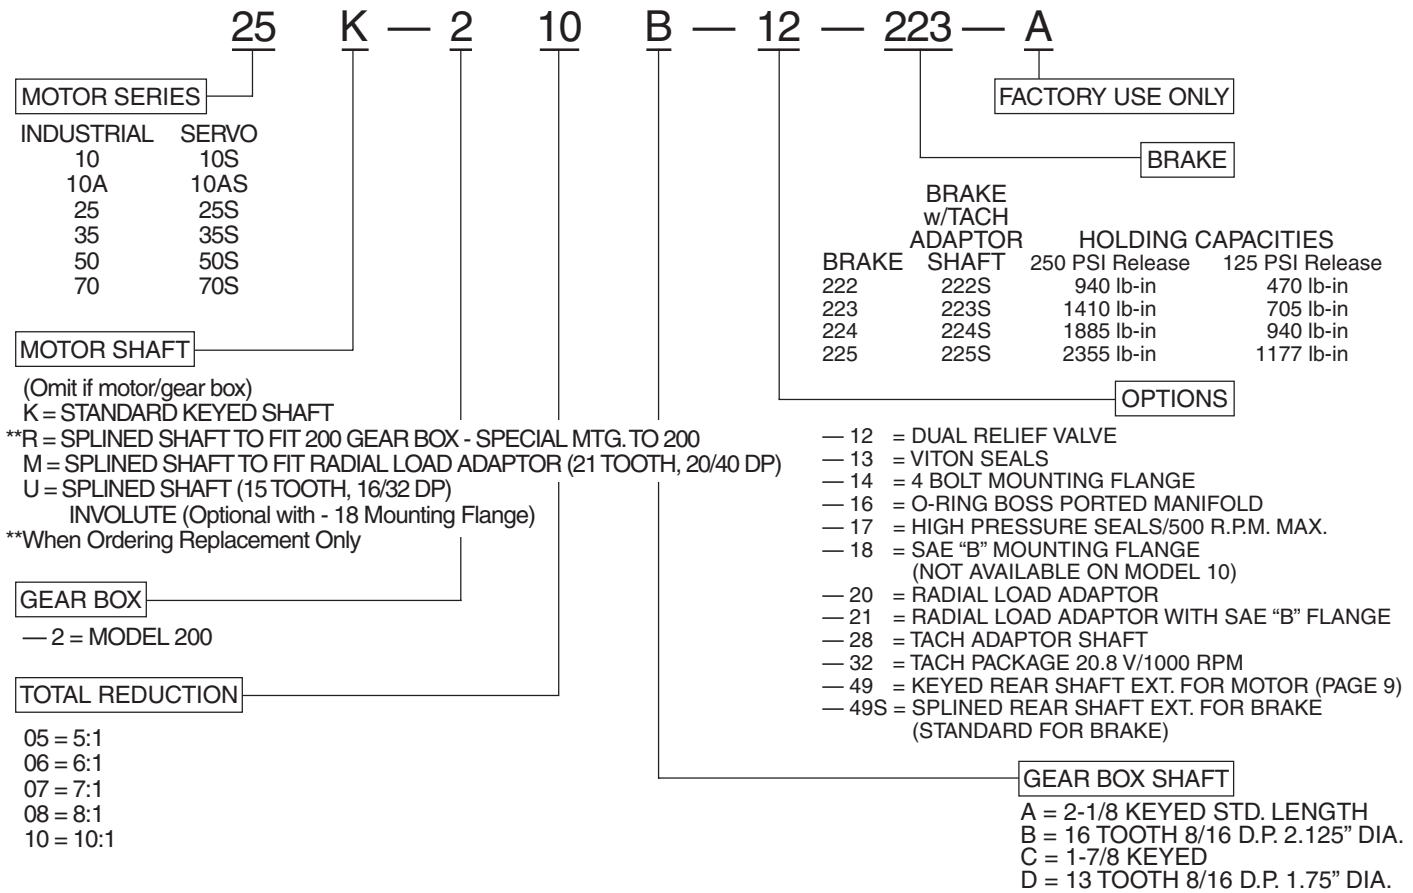 25 K — 2 10 B — 12 — 223 — A
MOTOR SERIES
INDUSTRIAL SERVO
10 10S
10A 10AS
25 25S
35 35S
50 50S
70 70S
MOTOR SHAFT
(Omit if motor/gear box)
K = STANDARD KEYED SHAFT
**R = SPLINED SHAFT TO FIT 200 GEAR BOX - SPECIAL MTG. TO 200
M = SPLINED SHAFT TO FIT RADIAL LOAD ADAPTOR (21 TOOTH, 20/40 DP)
U = SPLINED SHAFT (15 TOOTH, 16/32 DP)
INVOLUTE (Optional with - 18 Mounting Flange)
**When Ordering Replacement Only
GEAR BOX
— 2 = MODEL 200
TOTAL REDUCTION
05 = 5:1
06 = 6:1
07 = 7:1
08 = 8:1
10 = 10:1
FACTORY USE ONLY
BRAKE
BRAKE
w/TACH
ADAPTOR HOLDING CAPACITIES
BRAKE SHAFT 250 PSI Release 125 PSI Release
222 222S 940 lb-in 470 lb-in
223 223S 1410 lb-in 705 lb-in
224 224S 1885 lb-in 940 lb-in
225 225S 2355 lb-in 1177 lb-in
OPTIONS
— 12 = DUAL RELIEF VALVE
— 13 = VITON SEALS
— 14 = 4 BOLT MOUNTING FLANGE
— 16 = O-RING BOSS PORTED MANIFOLD
— 17 = HIGH PRESSURE SEALS/500 R.P.M. MAX.
— 18 = SAE “B” MOUNTING FLANGE
(NOT AVAILABLE ON MODEL 10)
— 20 = RADIAL LOAD ADAPTOR
— 21 = RADIAL LOAD ADAPTOR WITH SAE “B” FLANGE
— 28 = TACH ADAPTOR SHAFT
— 32 = TACH PACKAGE 20.8 V/1000 RPM
— 49 = KEYED REAR SHAFT EXT. FOR MOTOR (PAGE 9)
— 49S = SPLINED REAR SHAFT EXT. FOR BRAKE
(STANDARD FOR BRAKE)
GEAR BOX SHAFT
A = 2-1/8 KEYED STD. LENGTH
B = 16 TOOTH 8/16 D.P. 2.125” DIA.
C = 1-7/8 KEYED
D = 13 TOOTH 8/16 D.P. 1.75” DIA.